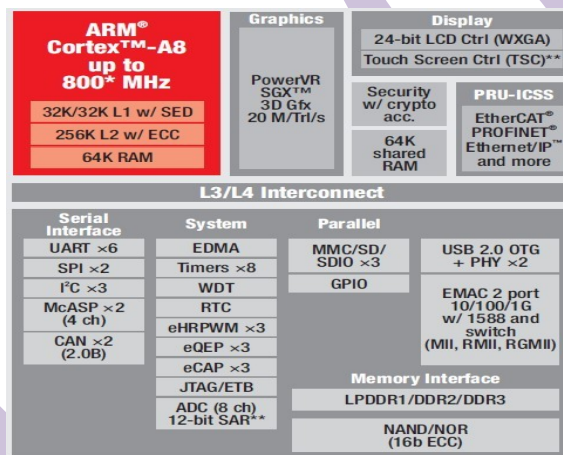 ARM®
Cortex™-A8
up to
800* MHz
32K/32K L1 w/ SED
256K L2 w/ ECC
64K RAM
Graphics
PowerVR
SGX™
3D Gfx
20 M/Tri/s
Display
24-bit LCD Ctrl (WXGA)
Touch Screen Ctrl (TSC)**
Security
w/ crypto
acc.
64K
shared
RAM
PRU-ICSS
EtherCAT®
PROFINET®
Ethernet/IP™
and more
L3/L4 Interconnect
Serial
Interface
UART ×6
SPI ×2
I²C ×3
McASP ×2
(4 ch)
CAN ×2
(2.0B)
System
EDMA
Timers ×8
WDT
RTC
eHRPWM ×3
eQEP ×3
eCAP ×3
JTAG/ETB
ADC (8 ch)
12-bit SAR**
Parallel
MMC/SD/
SDIO ×3
GPIO
USB 2.0 OTG
+ PHY ×2
EMAC 2 port
10/100/1G
w/ 1588 and
switch
(MII, RMII, RGMII)
Memory Interface
LPDDR1/DDR2/DDR3
NAND/NOR
(16b ECC)